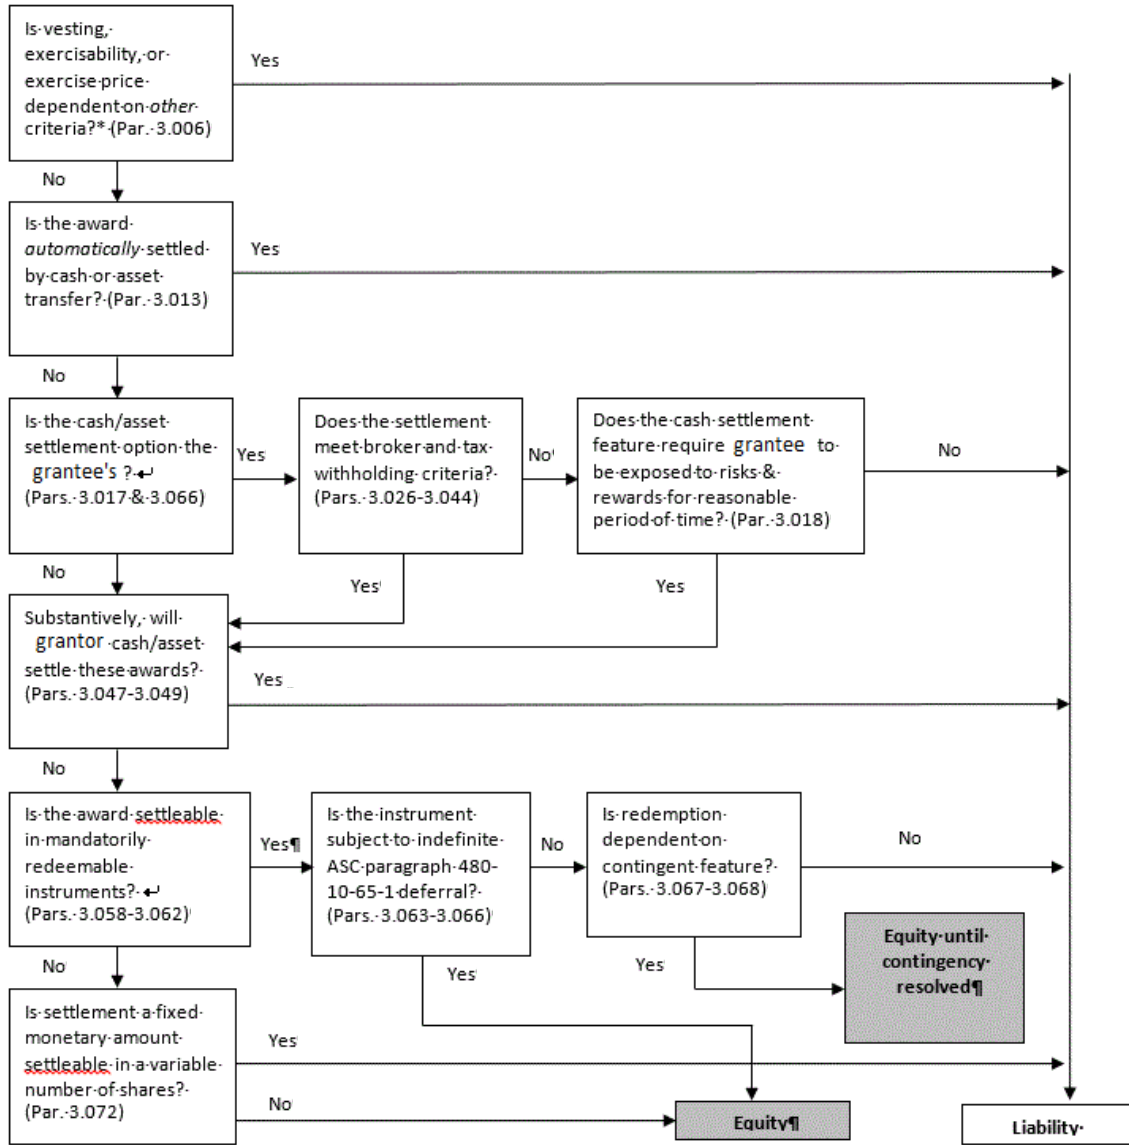 Is·vesting,·
exercisability,·or·
exercise·price·
dependent·on·other·
criteria?*·(Par.·3.006)
Yes
No
Is·the·award·
automatically·settled·
by·cash·or·asset·
transfer?·(Par.·3.013)
Yes
No
Is·the·cash/asset·
settlement·option·the·
grantee's ?·↵
(Pars.·3.017·&·3.066)
Yes
Does·the·settlement·
meet·broker·and·tax·
withholding·criteria?·
(Pars.·3.026-3.044)
No
Does·the·cash·settlement·
feature·require grantee to·
be·exposed·to·risks·&·
rewards·for·reasonable·
period·of·time?·(Par.·3.018)
No
No
Yes
Yes
Substantively,·will·
grantor·cash/asset·
settle·these·awards?·
(Pars.·3.047-3.049)
Yes
No
Is·the·award·settleable·
in·mandatorily·
redeemable·
instruments?·↵
(Pars.·3.058-3.062)
Yes¶
Is·the·instrument·
subject·to·indefinite·
ASC·paragraph·480-
10-65-1·deferral?·
(Pars.·3.063-3.066)
No
Is·redemption·
dependent·on·
contingent·feature?·
(Pars.·3.067-3.068)
No
Equity·until·
contingency·
resolved¶
No
Yes
Yes
Is·settlement·a·fixed·
monetary·amount·
settleable·in·a·variable·
number·of·shares?·
(Par.·3.072)
Yes
No
Equity¶
Liability·